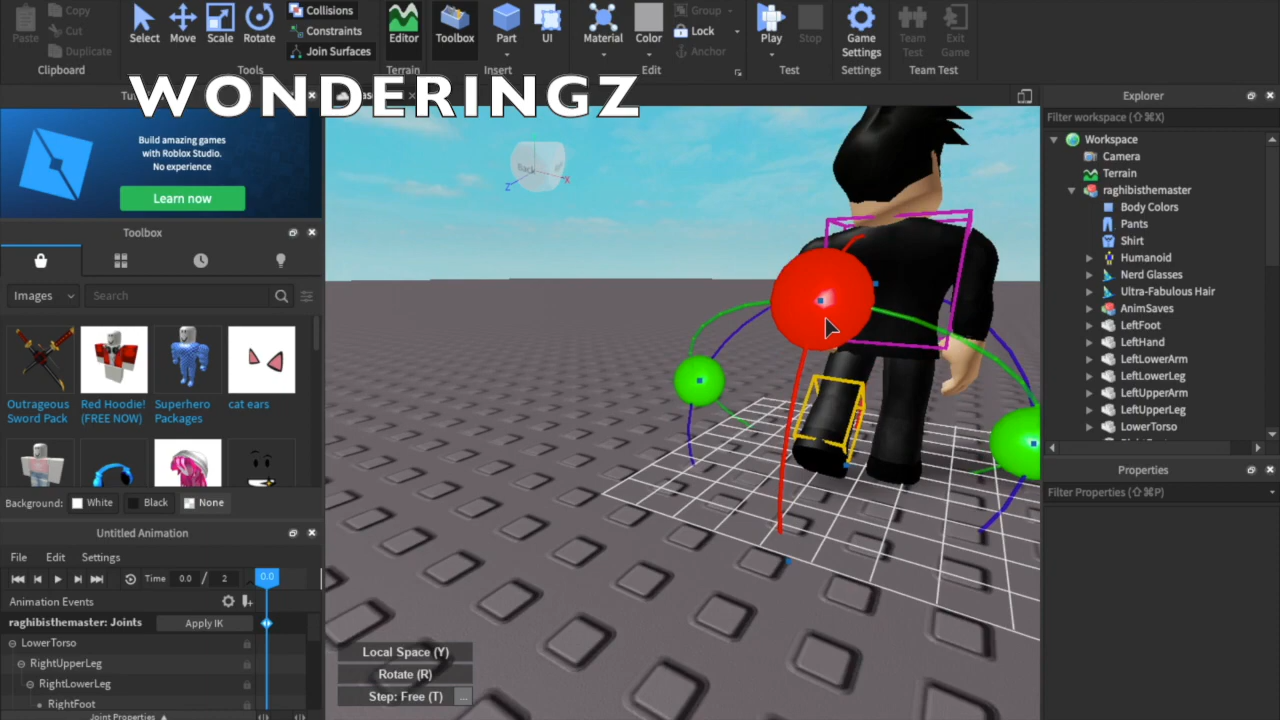 Paste
Copy
Cut
Duplicate
Clipboard
Select
Move
Scale
Rotate
Collisions
Constraints
Join Surfaces
Tools
Editor
Terrain
Toolbox
Part
UI
Insert
Material
Color
Group
Lock
Anchor
Edit
Play
Stop
Test
Game
Settings
Settings
Team
Test
Exit
Game
Team Test
WONDERINGZ
Build amazing games
with Roblox Studio.
No experience
Learn now
Toolbox
Images
Search
Outrageous
Sword Pack
Red Hoodie!
(FREE NOW)
Superhero
Packages
cat ears
Background:
White
Black
None
Untitled Animation
File
Edit
Settings
Time
0.0
/
2
0.0
Animation Events
raghibisthemaster: Joints
Apply IK
LowerTorso
RightUpperLeg
RightLowerLeg
RightFoot
Joint Properties
Back
Z
X
Local Space (Y)
Rotate (R)
Step: Free (T)
...
Explorer
Filter workspace (⇧⌘X)
Workspace
Camera
Terrain
raghibisthemaster
Body Colors
Pants
Shirt
Humanoid
Nerd Glasses
Ultra-Fabulous Hair
AnimSaves
LeftFoot
LeftHand
LeftLowerArm
LeftLowerLeg
LeftUpperArm
LeftUpperLeg
LowerTorso
Properties
Filter Properties (⇧⌘P)